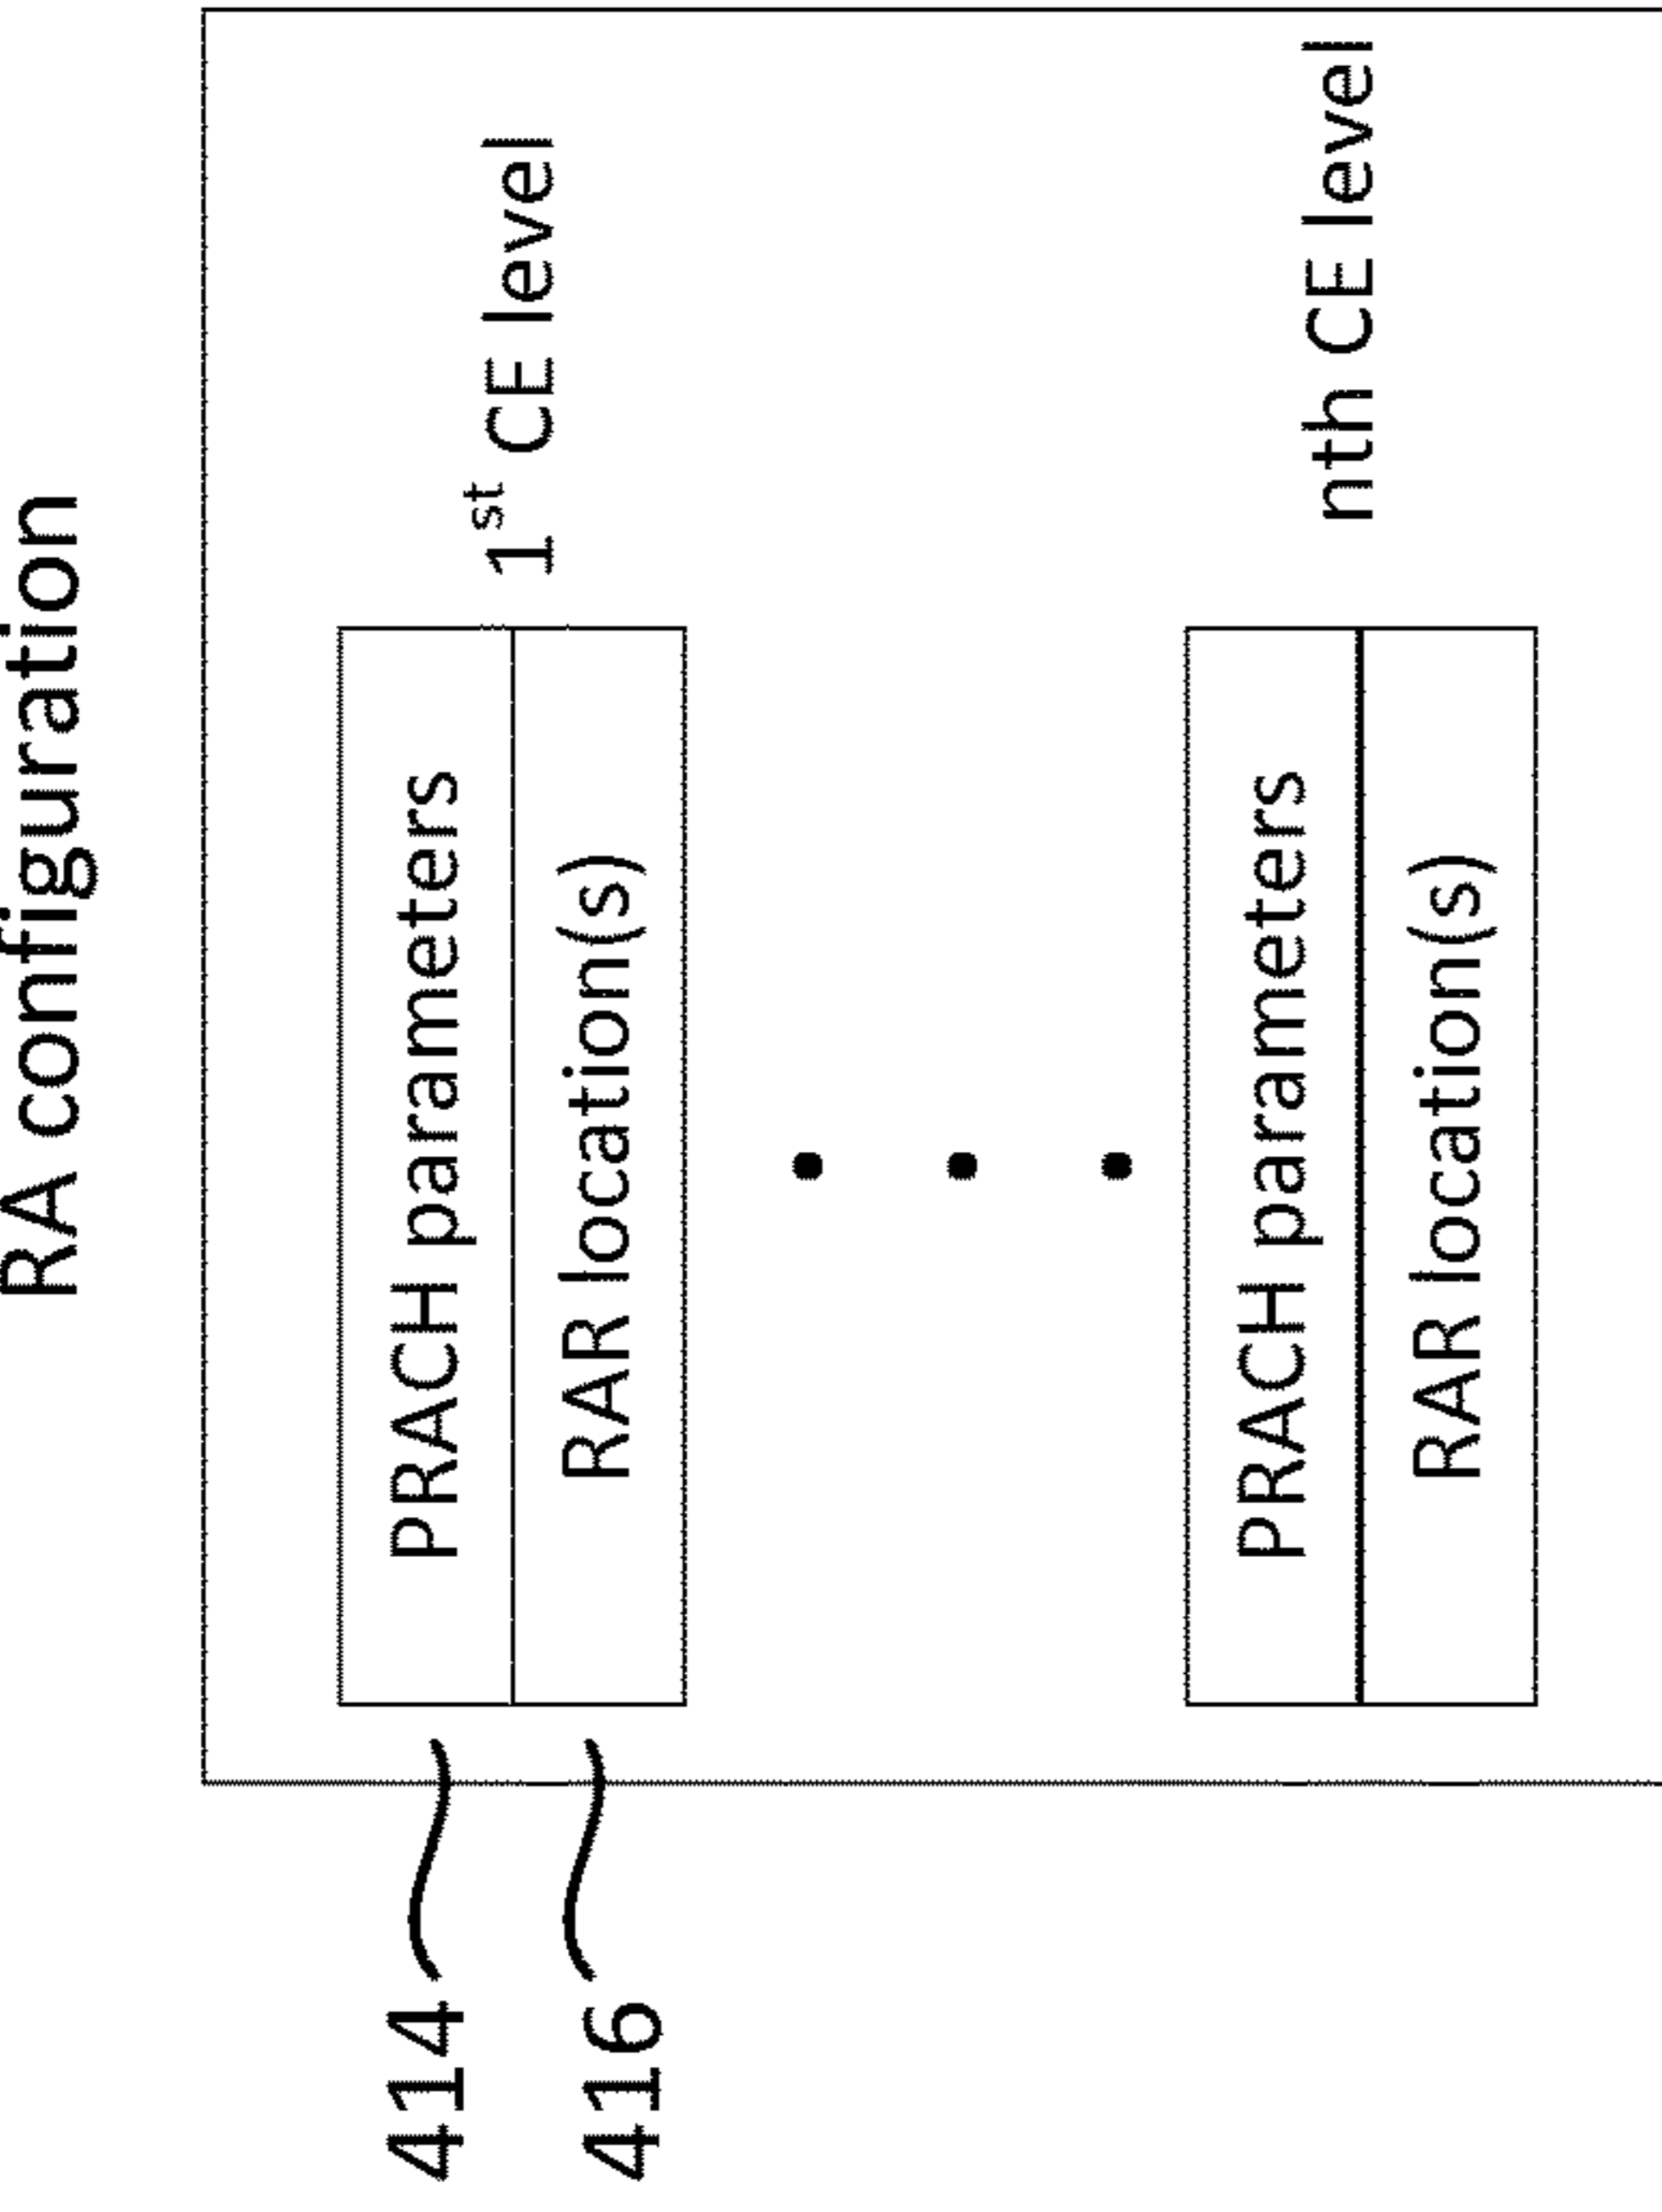 RA configuration
414
PRACH parameters
1st CE level
416
RAR location(s)
PRACH parameters
nth CE level
RAR location(s)